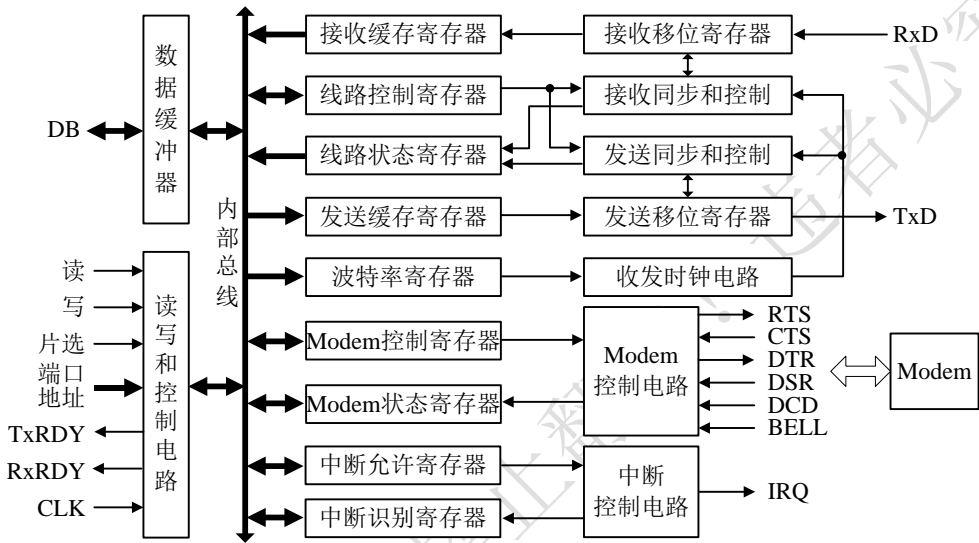 接收缓存寄存器
接收移位寄存器
RxD
数据缓冲器
线路控制寄存器
接收同步和控制
DB
线路状态寄存器
发送同步和控制
内部总线
发送缓存寄存器
发送移位寄存器
TxD
读
写
片选
端口
地址
TxRDY
RxRDY
CLK
读写和控制电路
波特率寄存器
收发时钟电路
Modem控制寄存器
Modem状态寄存器
Modem
控制电路
RTS
CTS
DTR
DSR
DCD
BELL
Modem
中断允许寄存器
中断识别寄存器
中断
控制电路
IRQ
止翻
！
造者必究